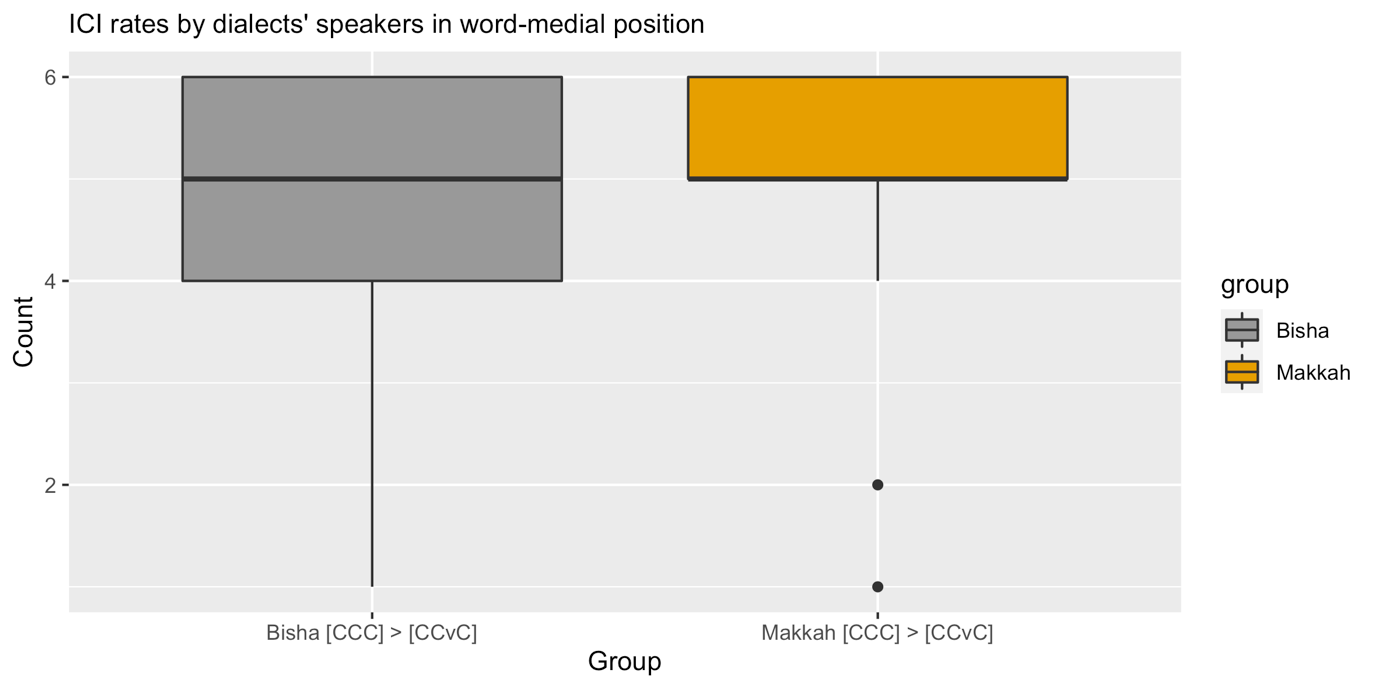 ICI rates by dialects' speakers in word-medial position
6
4
2
Count
Bisha [CCC] > [CCvC]
Makkah [CCC] > [CCvC]
Group
group
Bisha
Makkah